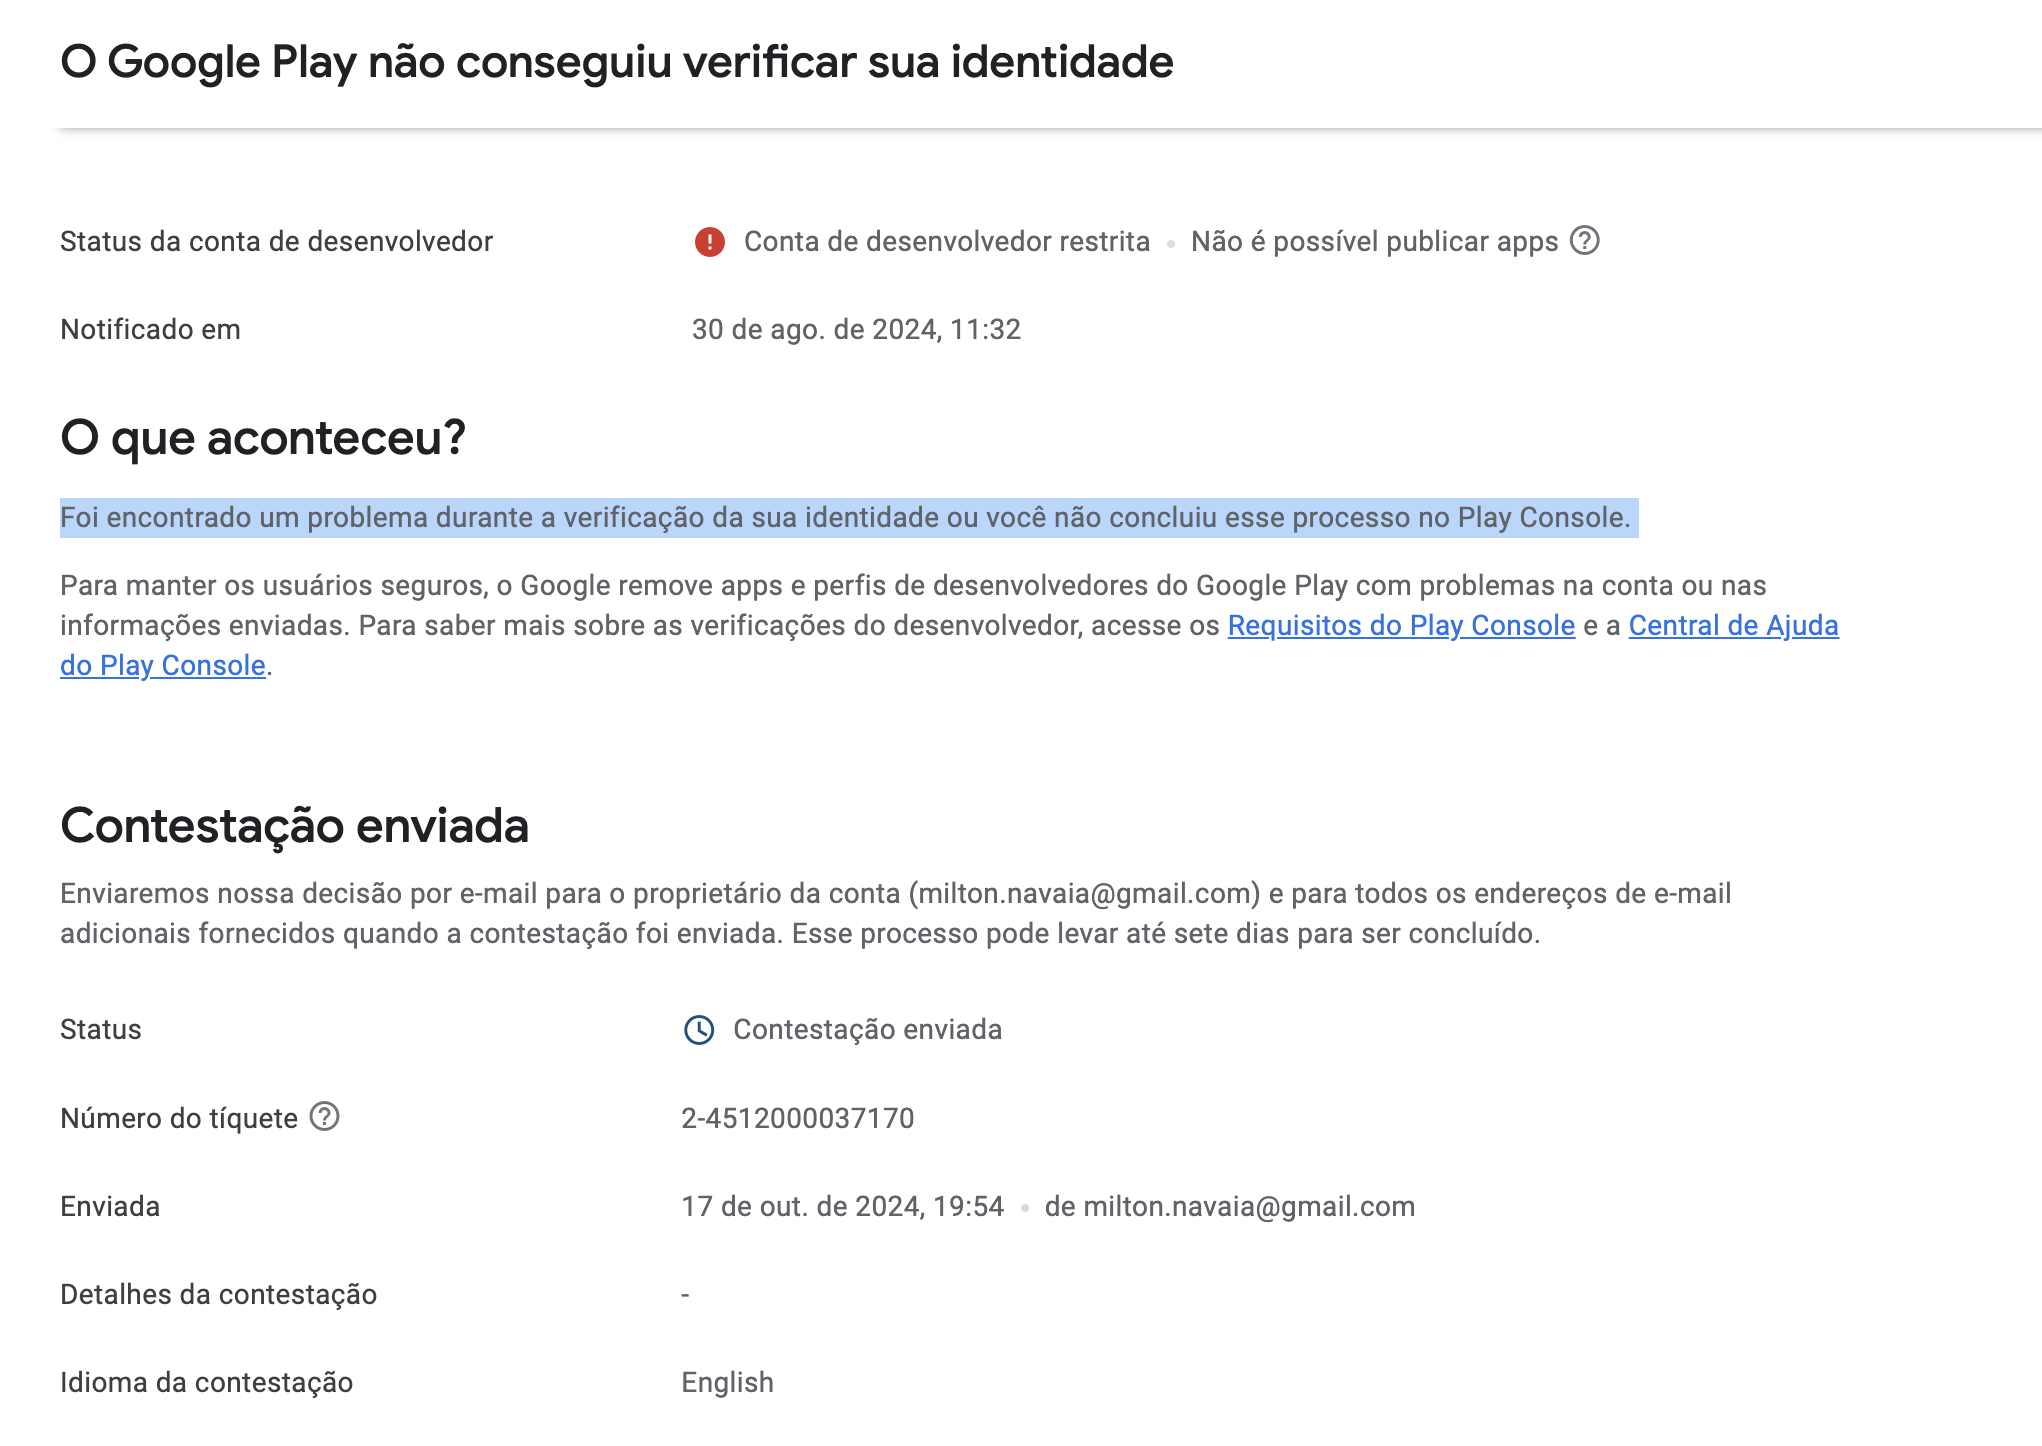 O Google Play não conseguiu verificar sua identidade
Status da conta de desenvolvedor
Conta de desenvolvedor restrita • Não é possível publicar apps
Notificado em
30 de ago. de 2024, 11:32
O que aconteceu?
Foi encontrado um problema durante a verificação da sua identidade ou você não concluiu esse processo no Play Console.
Para manter os usuários seguros, o Google remove apps e perfis de desenvolvedores do Google Play com problemas na conta ou nas
informações enviadas. Para saber mais sobre as verificações do desenvolvedor, acesse os Requisitos do Play Console e a Central de Ajuda
do Play Console.
Contestação enviada
Enviaremos nossa decisão por e-mail para o proprietário da conta (milton.navaia@gmail.com) e para todos os endereços de e-mail
adicionais fornecidos quando a contestação foi enviada. Esse processo pode levar até sete dias para ser concluído.
Status
Contestação enviada
Número do tíquete
2-4512000037170
Enviada
17 de out. de 2024, 19:54 • de milton.navaia@gmail.com
Detalhes da contestação
-
Idioma da contestação
English